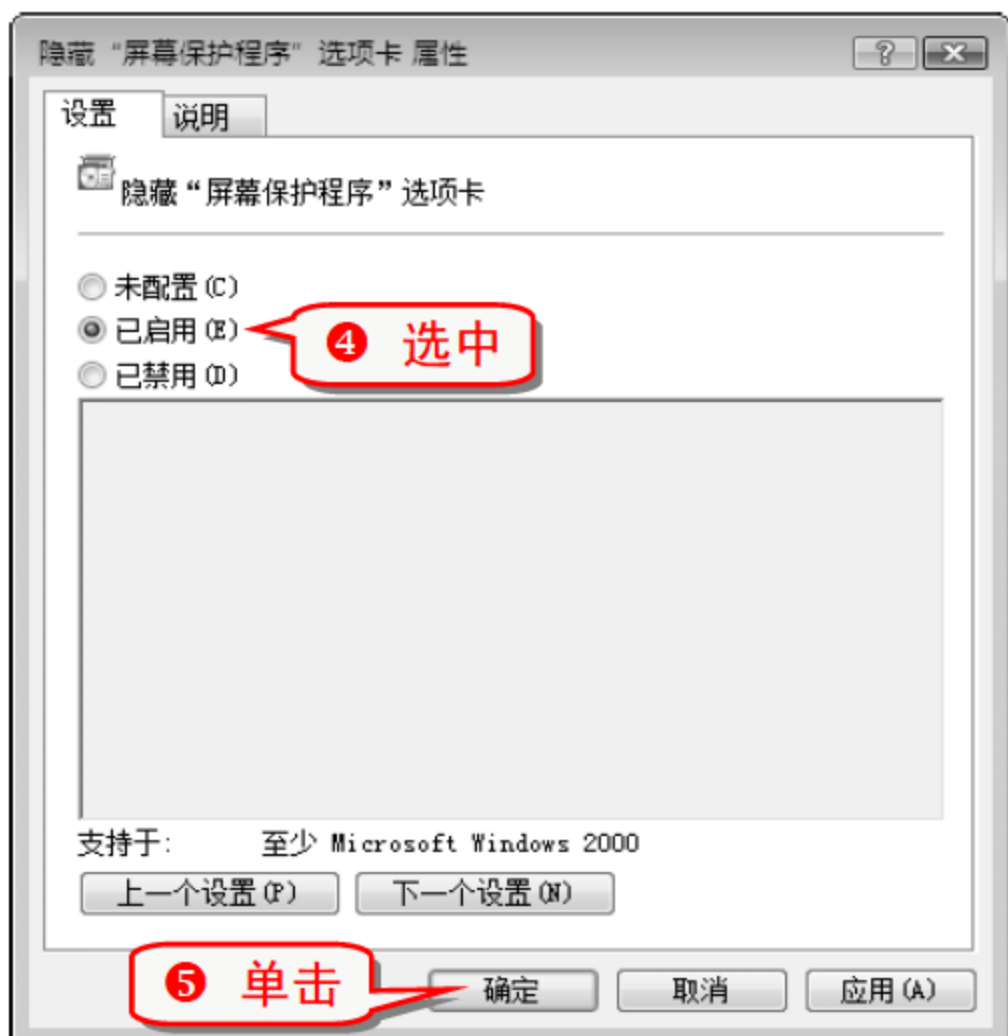 隐藏“屏幕保护程序”选项卡 属性
设置
说明
隐藏“屏幕保护程序”选项卡
未配置(C)
已启用(E)
❹ 选中
已禁用(D)
支持于: 至少 Microsoft Windows 2000
上一个设置(P)
下一个设置(N)
❺ 单击
确定
取消
应用(A)